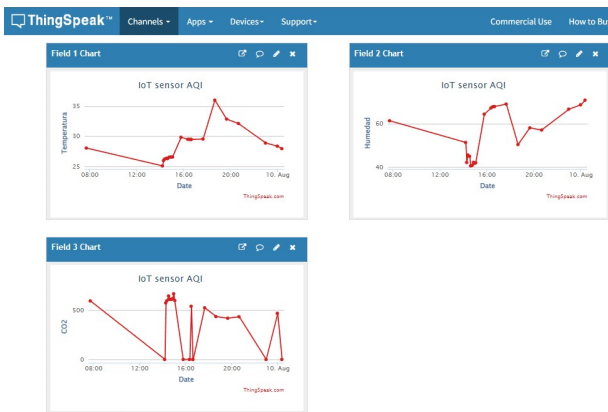 ThingSpeak™ Channels Apps Devices Support Commercial Use How to Bu
Field 1 Chart
IoT sensor AQI
Temperatura
35
30
25
08:00 12:00 16:00 20:00 10. Aug
Date
ThingSpeak.com
Field 2 Chart
IoT sensor AQI
Humedad
60
40
08:00 12:00 16:00 20:00 10. Aug
Date
ThingSpeak.com
Field 3 Chart
IoT sensor AQI
CO2
500
0
08:00 12:00 16:00 20:00 10. Aug
Date
ThingSpeak.com